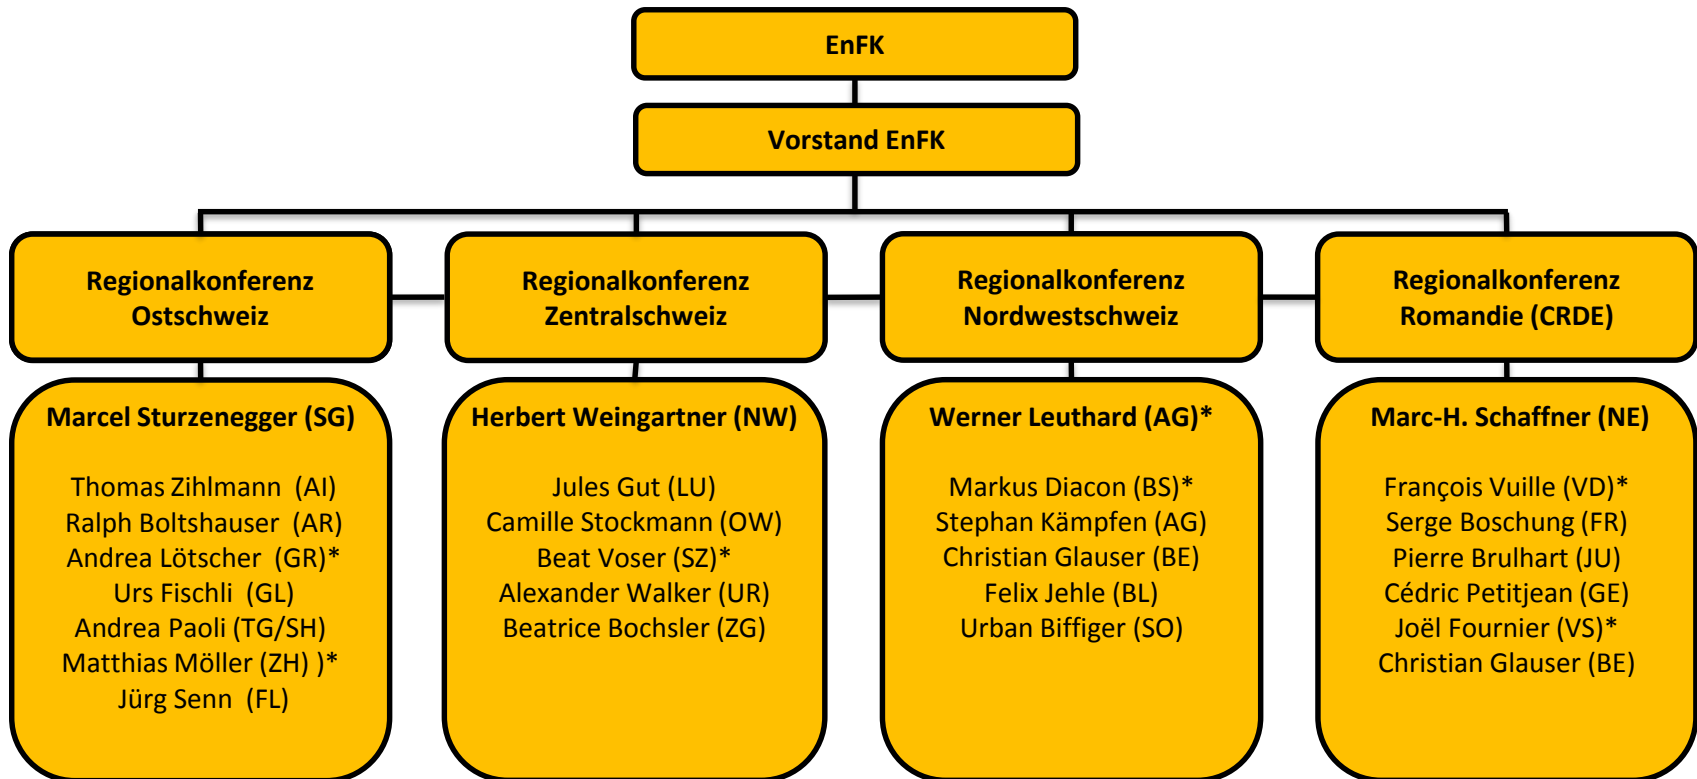 EnFK
Vorstand EnFK
Regionalkonferenz
Ostschweiz
Regionalkonferenz
Zentralschweiz
Regionalkonferenz
Nordwestschweiz
Regionalkonferenz
Romandie (CRDE)
Marcel Sturzenegger (SG)
Thomas Zihlmann (AI)
Ralph Boltshauser (AR)
Andrea Lötscher (GR)*
Urs Fischli (GL)
Andrea Paoli (TG/SH)
Matthias Möller (ZH) )*
Jürg Senn (FL)
Herbert Weingartner (NW)
Jules Gut (LU)
Camille Stockmann (OW)
Beat Voser (SZ)*
Alexander Walker (UR)
Beatrice Bochsler (ZG)
Werner Leuthard (AG)*
Markus Diacon (BS)*
Stephan Kämpfen (AG)
Christian Glauser (BE)
Felix Jehle (BL)
Urban Biffiger (SO)
Marc-H. Schaffner (NE)
François Vuille (VD)*
Serge Boschung (FR)
Pierre Brulhart (JU)
Cédric Petitjean (GE)
Joël Fournier (VS)*
Christian Glauser (BE)